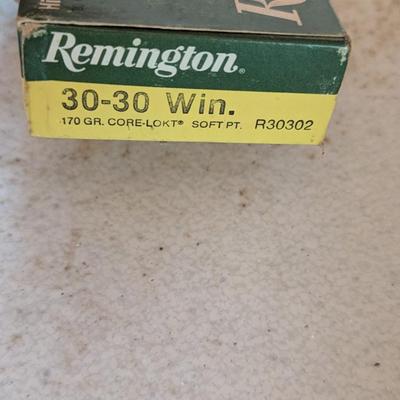 Remington®
30-30 Win.
170 GR. CORE-LOKT® SOFT PT. R30302